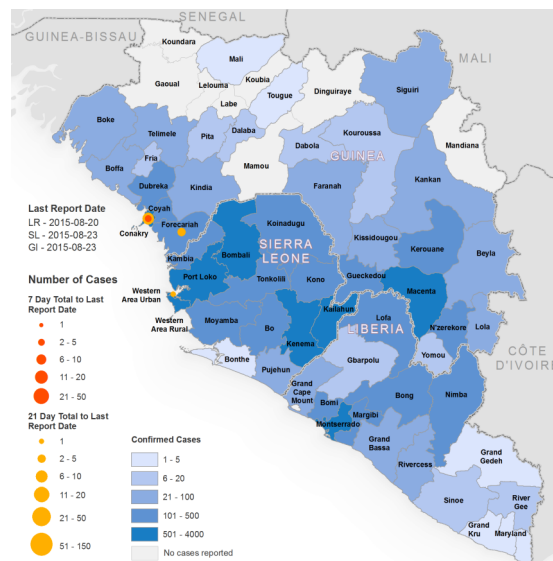 SENEGAL
GUINEA-BISSAU
MALI
Koundara
Mali
Koubia
Gaoual
Lelouma
Labe
Tougue
Dinguiraye
Siguiri
Boke
Telimele
Pita
Dalaba
Kouroussa
Mandiana
Fria
Dabola
GUINEA
Boffa
Mamou
Kankan
Dubreka
Kindia
Faranah
Coyah
Last Report Date
LR - 2015-08-20
SL - 2015-08-23
GI - 2015-08-23
Conakry
Forecariah
Koinadugu
Kissidougou
Kerouane
Beyla
SIERRA
LEONE
Kambia
Bombali
Port Loko
Tonkolili
Kono
Gueckedou
Macenta
Number of Cases
7 Day Total to Last
Report Date
1
2 - 5
6 - 10
11 - 20
21 - 50
Western
Area Urban
Western
Area Rural
Moyamba
Bo
Kailahun
Kenema
Lofa
LIBERIA
N'zerekore
Lola
Yomou
CÔTE
D'IVOIRE
Bonthe
Pujehun
Gbarpolu
Grand
Cape
Mount
Bomi
Bong
Nimba
Margibi
Montserrado
Grand
Bassa
Rivercess
Grand
Gedeh
Sinoe
River
Gee
Grand
Kru
Maryland
21 Day Total to Last
Report Date
1
2 - 5
6 - 10
11 - 20
21 - 50
51 - 150
Confirmed Cases
1 - 5
6 - 20
21 - 100
101 - 500
501 - 4000
No cases reported